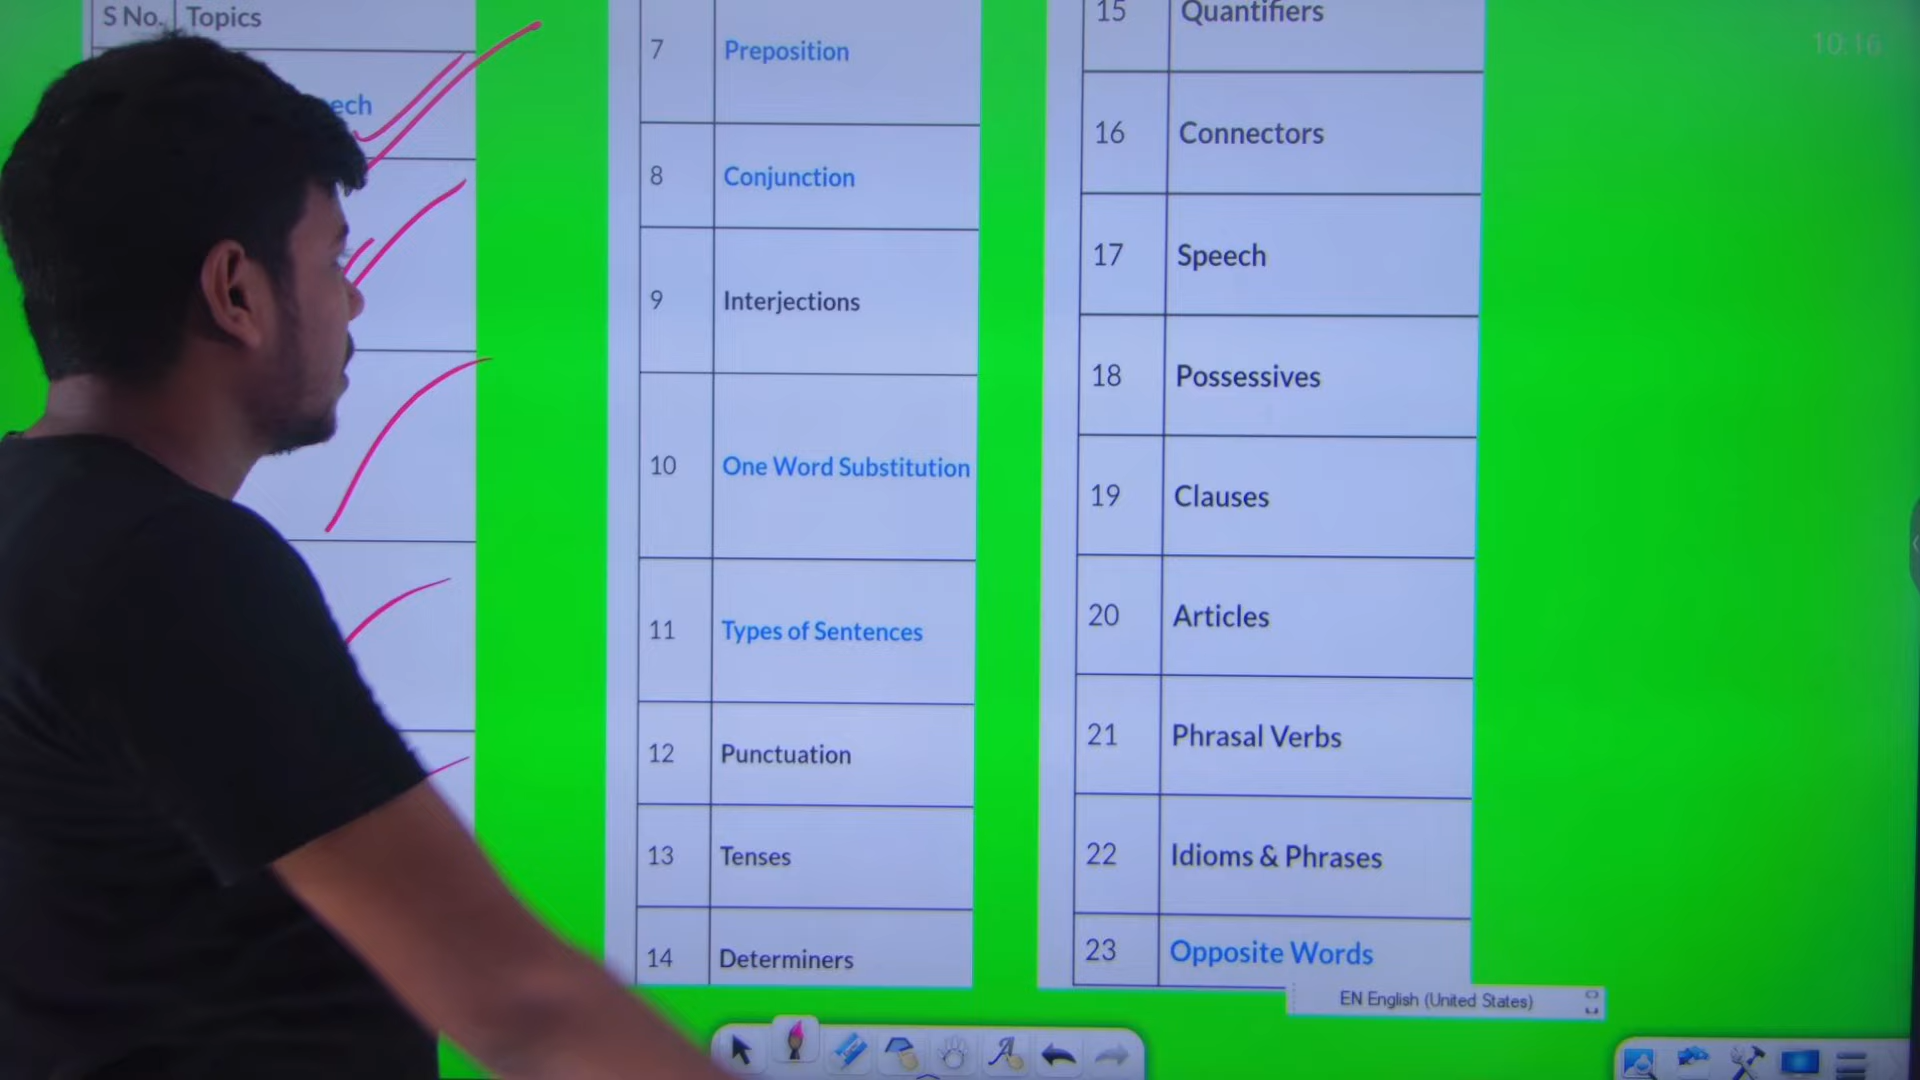 S No. Topics
ech
7 Preposition
8 Conjunction
9 Interjections
10 One Word Substitution
11 Types of Sentences
12 Punctuation
13 Tenses
14 Determiners
15 Quantifiers
16 Connectors
17 Speech
18 Possessives
19 Clauses
20 Articles
21 Phrasal Verbs
22 Idioms & Phrases
23 Opposite Words
10:16
EN English (United States)